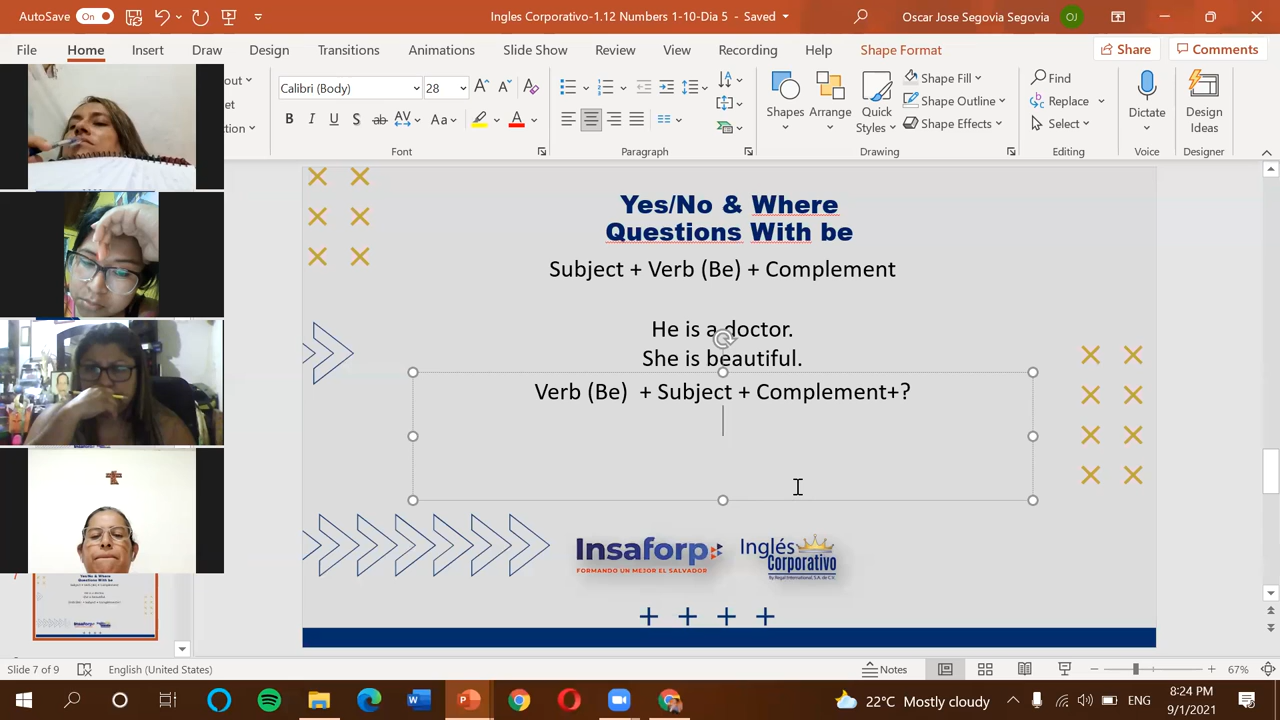 AutoSave On Ingles Corporativo-1.12 Numbers 1-10-Dia 5 - Saved Oscar Jose Segovia Segovia OJ
File Home Insert Draw Design Transitions Animations Slide Show Review View Recording Help Shape Format Share Comments
Calibri (Body) 28
Shapes Arrange Quick Styles
Shape Fill
Shape Outline
Shape Effects
Find
Replace
Select
Dictate
Design Ideas
Font Paragraph Drawing Editing Voice Designer
Yes/No & Where
Questions With be
Subject + Verb (Be) + Complement
He is a doctor.
She is beautiful.
Verb (Be) + Subject + Complement+?
Insaforp
FORMANDO UN MEJOR EL SALVADOR
Inglés
Corporativo
By Regal International, S.A. de C.V.
Slide 7 of 9 English (United States) Notes 67%
22°C Mostly cloudy ENG 8:24 PM
9/1/2021